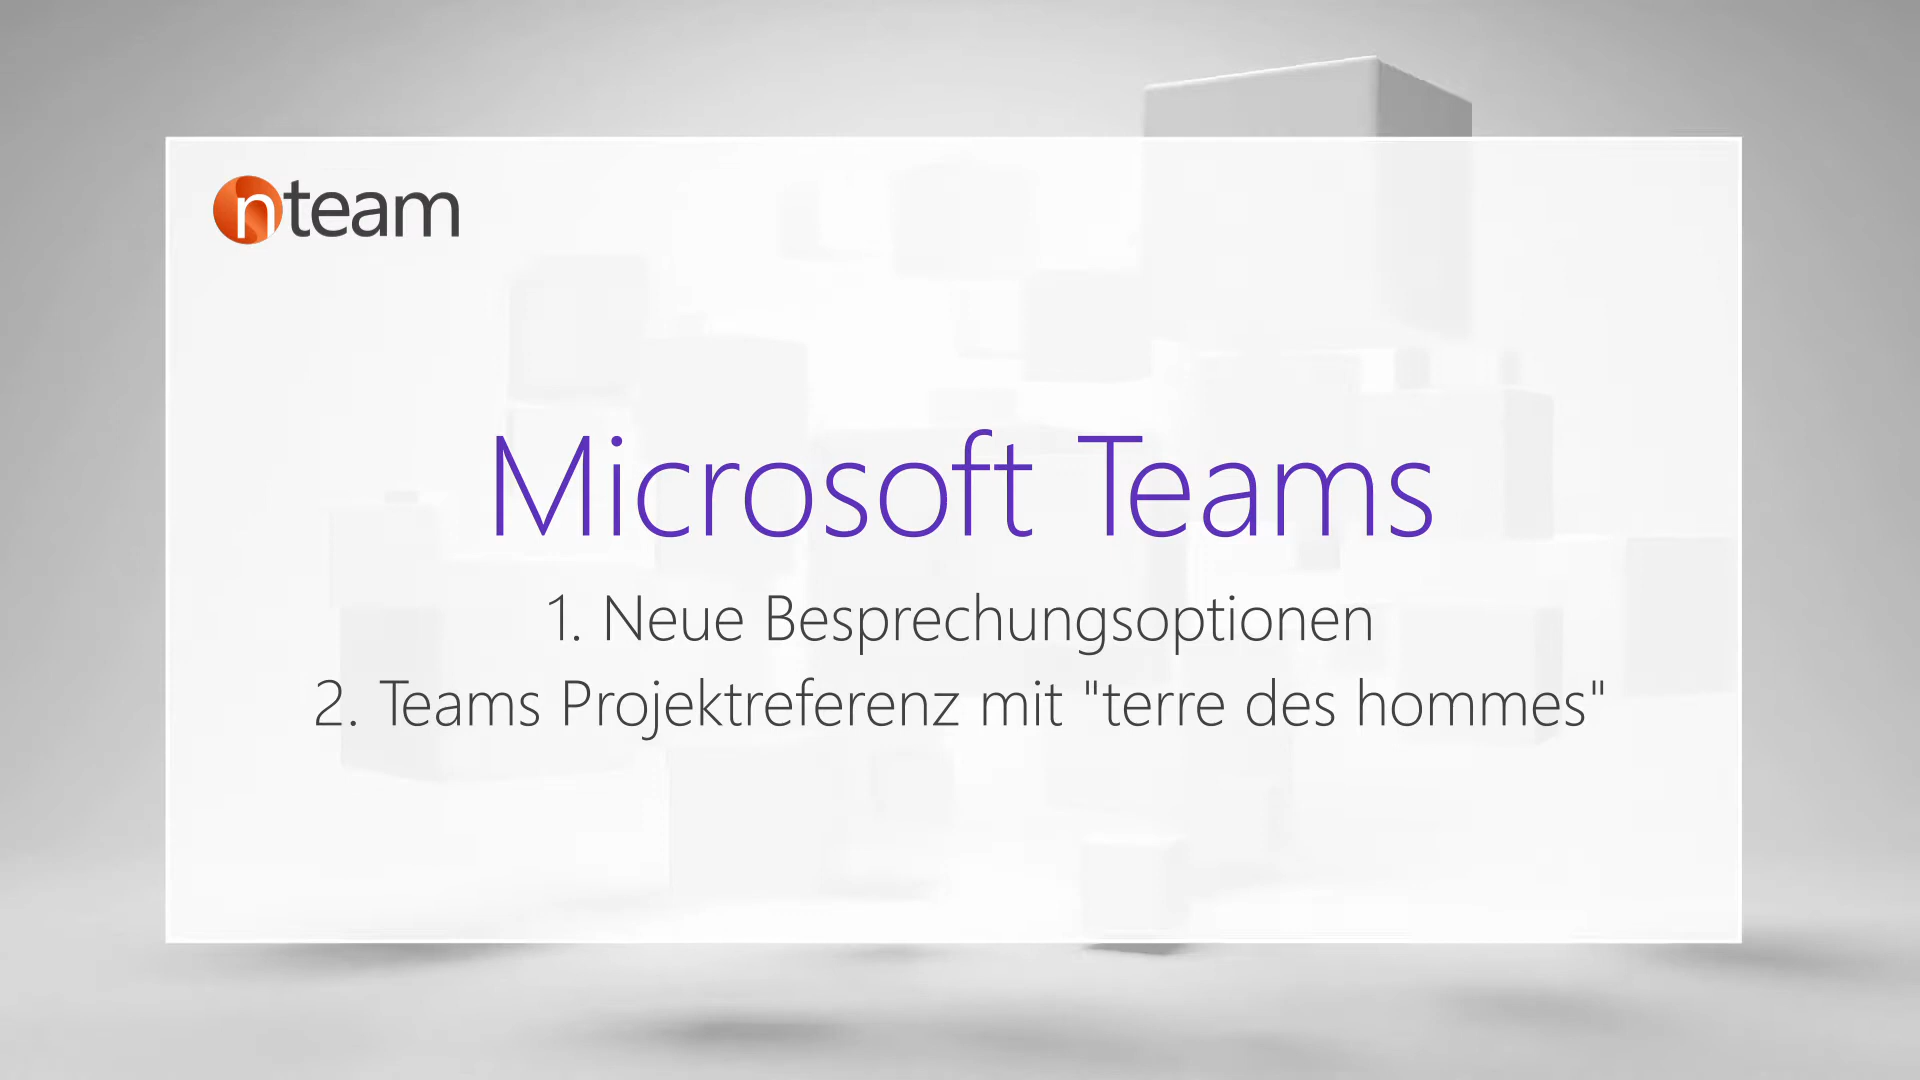 nteam
Microsoft Teams
1. Neue Besprechungsoptionen
2. Teams Projektreferenz mit "terre des hommes"